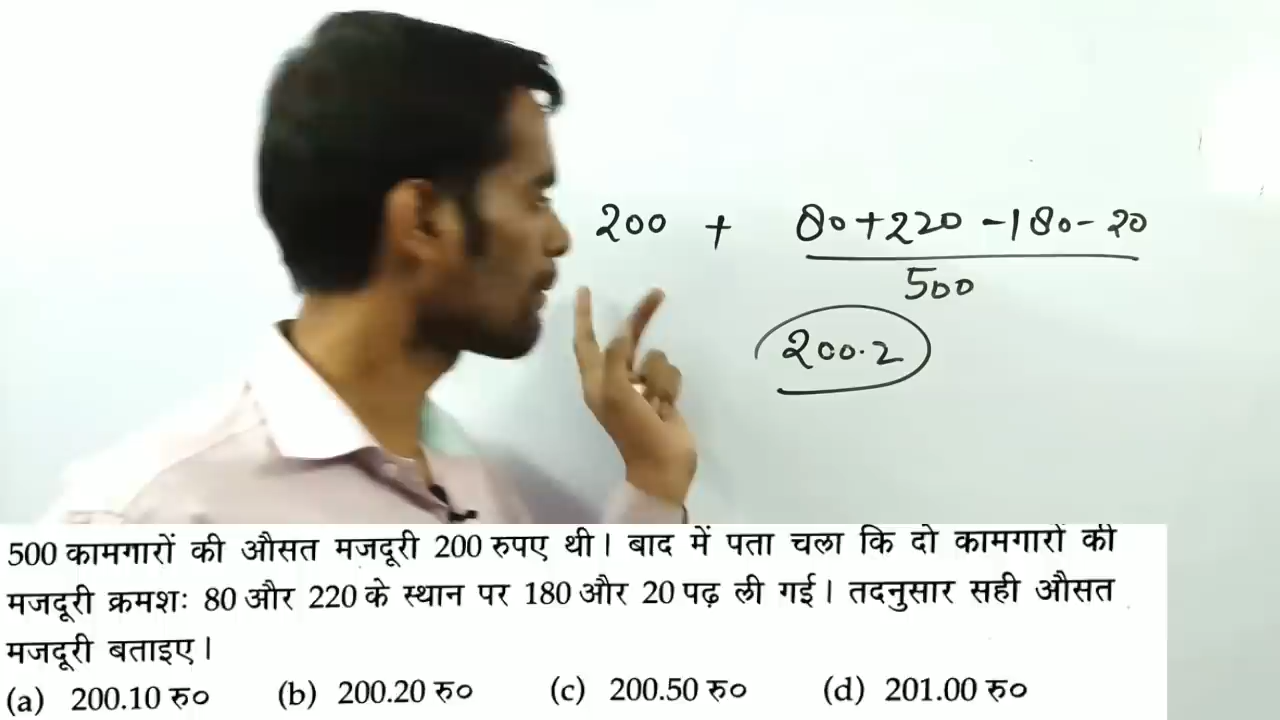 200 + 80+220-180-20
500
200.2
500 कामगारों की औसत मजदूरी 200 रुपए थी। बाद में पता चला कि दो कामगारों की
मजदूरी क्रमशः 80 और 220 के स्थान पर 180 और 20 पढ़ ली गई। तदनुसार सही औसत
मजदूरी बताइए।
(a) 200.10 रु० (b) 200.20 रु० (c) 200.50 रु० (d) 201.00 रु०